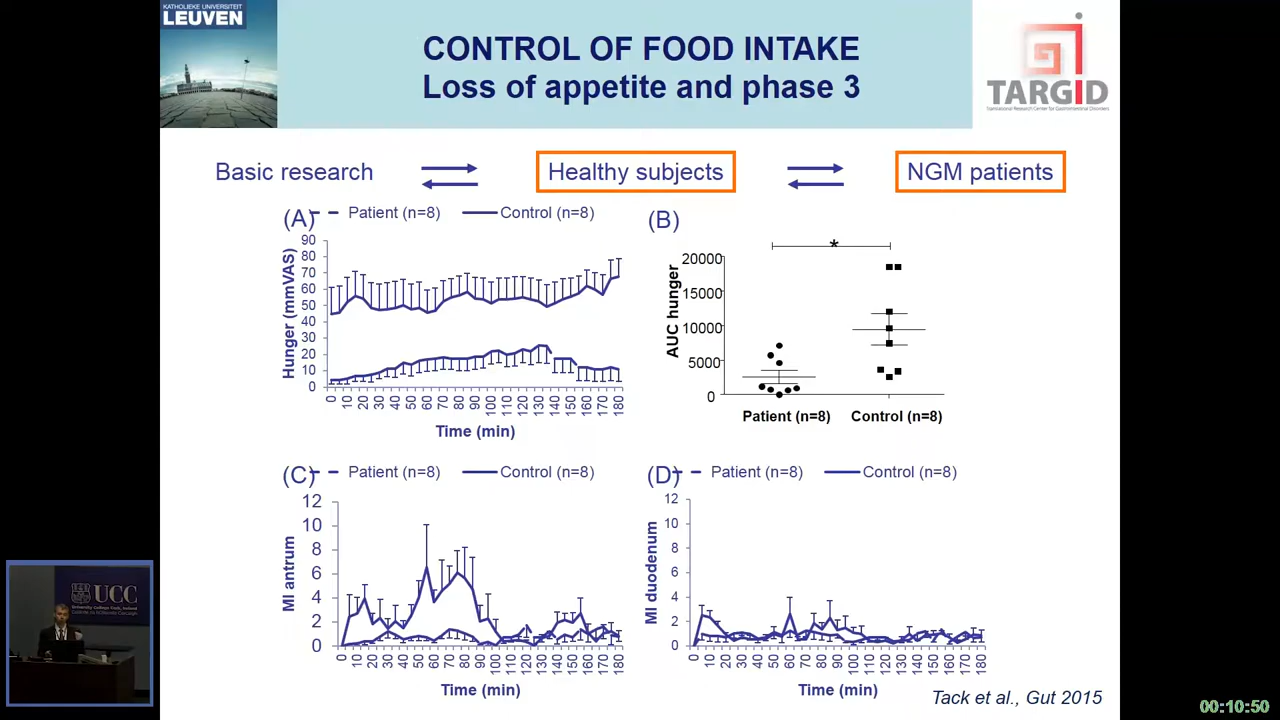 KATHOLIEKE UNIVERSITEIT
LEUVEN
CONTROL OF FOOD INTAKE
Loss of appetite and phase 3
TARGID
Translational Research Center for Gastrointestinal Disorders
Basic research
Healthy subjects
NGM patients
(A) Patient (n=8) Control (n=8)
Hunger (mmVAS)
90
80
70
60
50
40
30
20
10
0
0 10 20 30 40 50 60 70 80 90 100 110 120 130 140 150 160 170 180
Time (min)
(B)
*
AUC hunger
20000
15000
10000
5000
0
Patient (n=8) Control (n=8)
(C) Patient (n=8) Control (n=8)
MI antrum
12
10
8
6
4
2
0
0 10 20 30 40 50 60 70 80 90 100 110 120 130 140 150 160 170 180
Time (min)
(D) Patient (n=8) Control (n=8)
MI duodenum
12
10
8
6
4
2
0
0 10 20 30 40 50 60 70 80 90 100 110 120 130 140 150 160 170 180
Time (min)
Tack et al., Gut 2015
UCC
University College Cork, Ireland
00:10:50